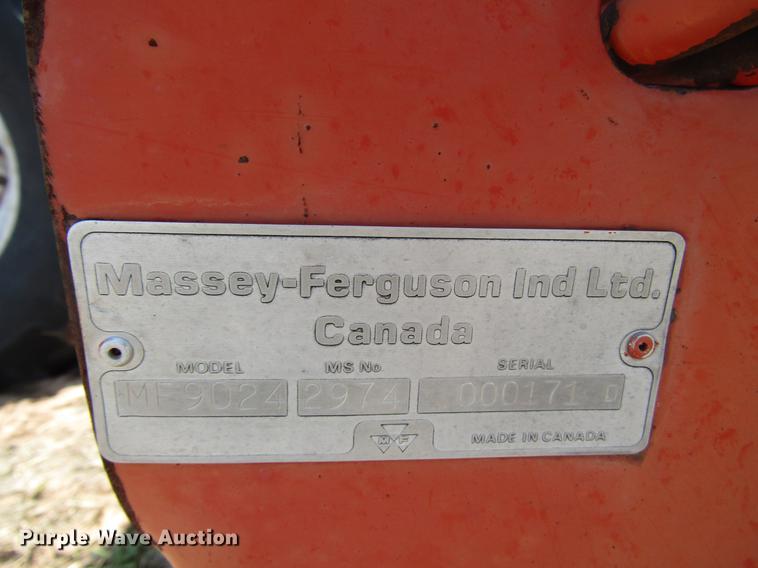 Massey-Ferguson Ind Ltd.
Canada
MODEL MS No SERIAL
MF9024 2974 000171 D
MF
MADE IN CANADA
Purple Wave Auction